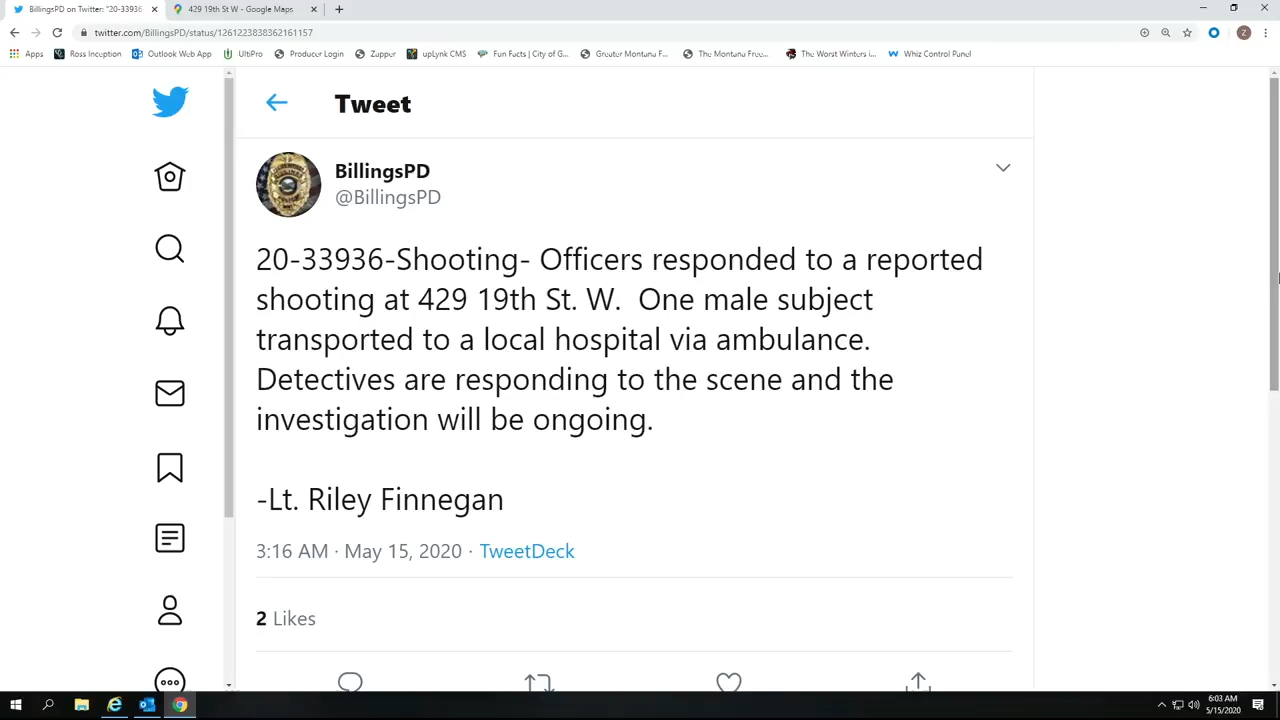 BillingsPD on Twitter: "20-33936
429 19th St W - Google Maps
twitter.com/BillingsPD/status/1261223838362161157
Apps
Ross Inception
Outlook Web App
UltiPro
Producer Login
Zupper
upLynk CMS
Fun Facts | City of G...
Greater Montana F...
The Montana Free...
The Worst Winters i...
Whiz Control Panel
Z
Tweet
BillingsPD
@BillingsPD
20-33936-Shooting- Officers responded to a reported
shooting at 429 19th St. W.  One male subject
transported to a local hospital via ambulance.
Detectives are responding to the scene and the
investigation will be ongoing.
-Lt. Riley Finnegan
3:16 AM · May 15, 2020 · TweetDeck
2 Likes
6:03 AM
5/15/2020